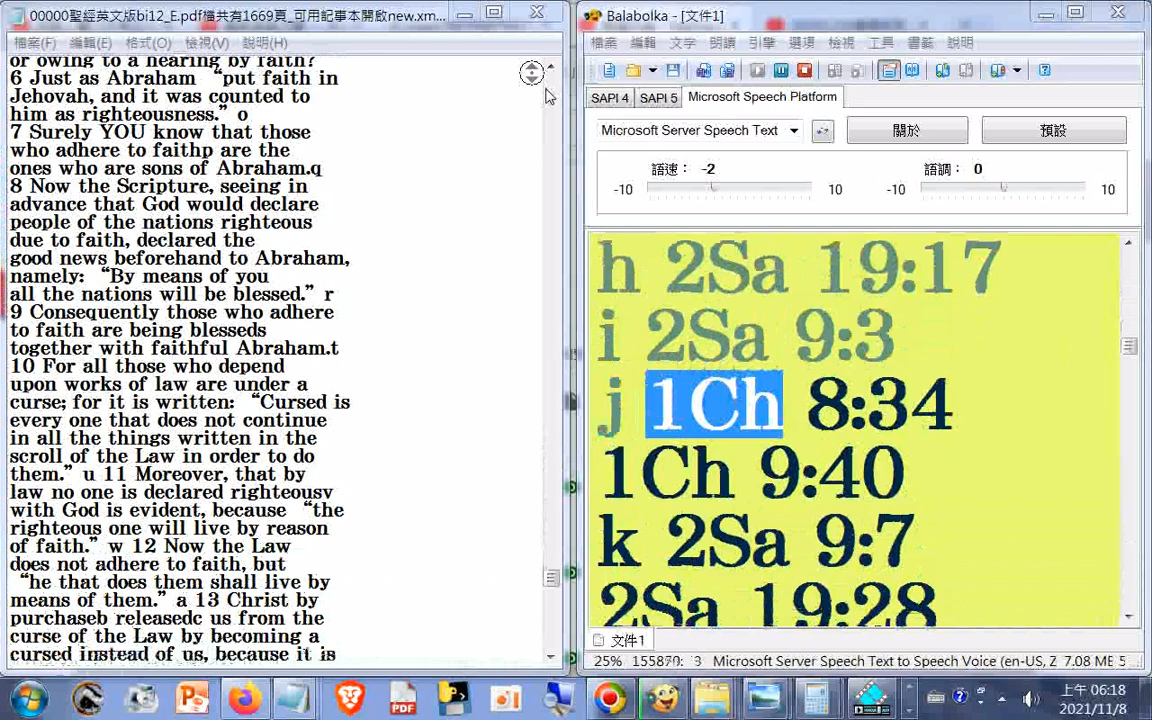 00000聖經英文版bi12_E.pdf檔共有1669頁_可用記事本開啟new.xm...
檔案(F) 編輯(E) 格式(O) 檢視(V) 說明(H)
or owing to a hearing by faith?
6 Just as Abraham “put faith in
Jehovah, and it was counted to
him as righteousness.” o
7 Surely YOU know that those
who adhere to faithp are the
ones who are sons of Abraham.q
8 Now the Scripture, seeing in
advance that God would declare
people of the nations righteous
due to faith, declared the
good news beforehand to Abraham,
namely: “By means of you
all the nations will be blessed.” r
9 Consequently those who adhere
to faith are being blesseds
together with faithful Abraham.t
10 For all those who depend
upon works of law are under a
curse; for it is written: “Cursed is
every one that does not continue
in all the things written in the
scroll of the Law in order to do
them.” u 11 Moreover, that by
law no one is declared righteousv
with God is evident, because “the
righteous one will live by reason
of faith.” w 12 Now the Law
does not adhere to faith, but
“he that does them shall live by
means of them.” a 13 Christ by
purchaseb releasedc us from the
curse of the Law by becoming a
cursed instead of us, because it is
Balabolka - [文件1]
檔案 編輯 文字 朗讀 引擎 選項 檢視 工具 書籤 說明
SAPI 4 SAPI 5 Microsoft Speech Platform
Microsoft Server Speech Text 關於 預設
語速: -2 語調: 0
-10 10 -10 10
h 2Sa 19:17
i 2Sa 9:3
j 1Ch 8:34
1Ch 9:40
k 2Sa 9:7
2Sa 19:28
文件1
25% 155870: 3 Microsoft Server Speech Text to Speech Voice (en-US, Z 7.08 MB 5
上午 06:18
2021/11/8